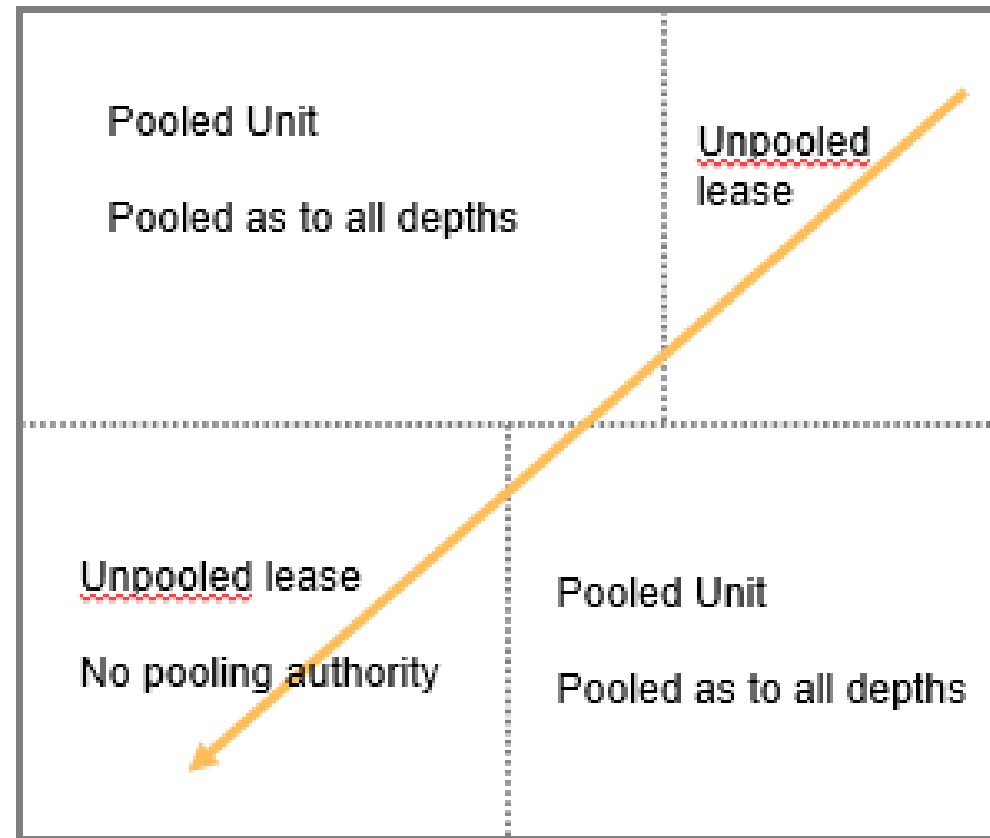 Pooled Unit
Pooled as to all depths
Unpooled
lease
Unpooled lease
No pooling authority
Pooled Unit
Pooled as to all depths